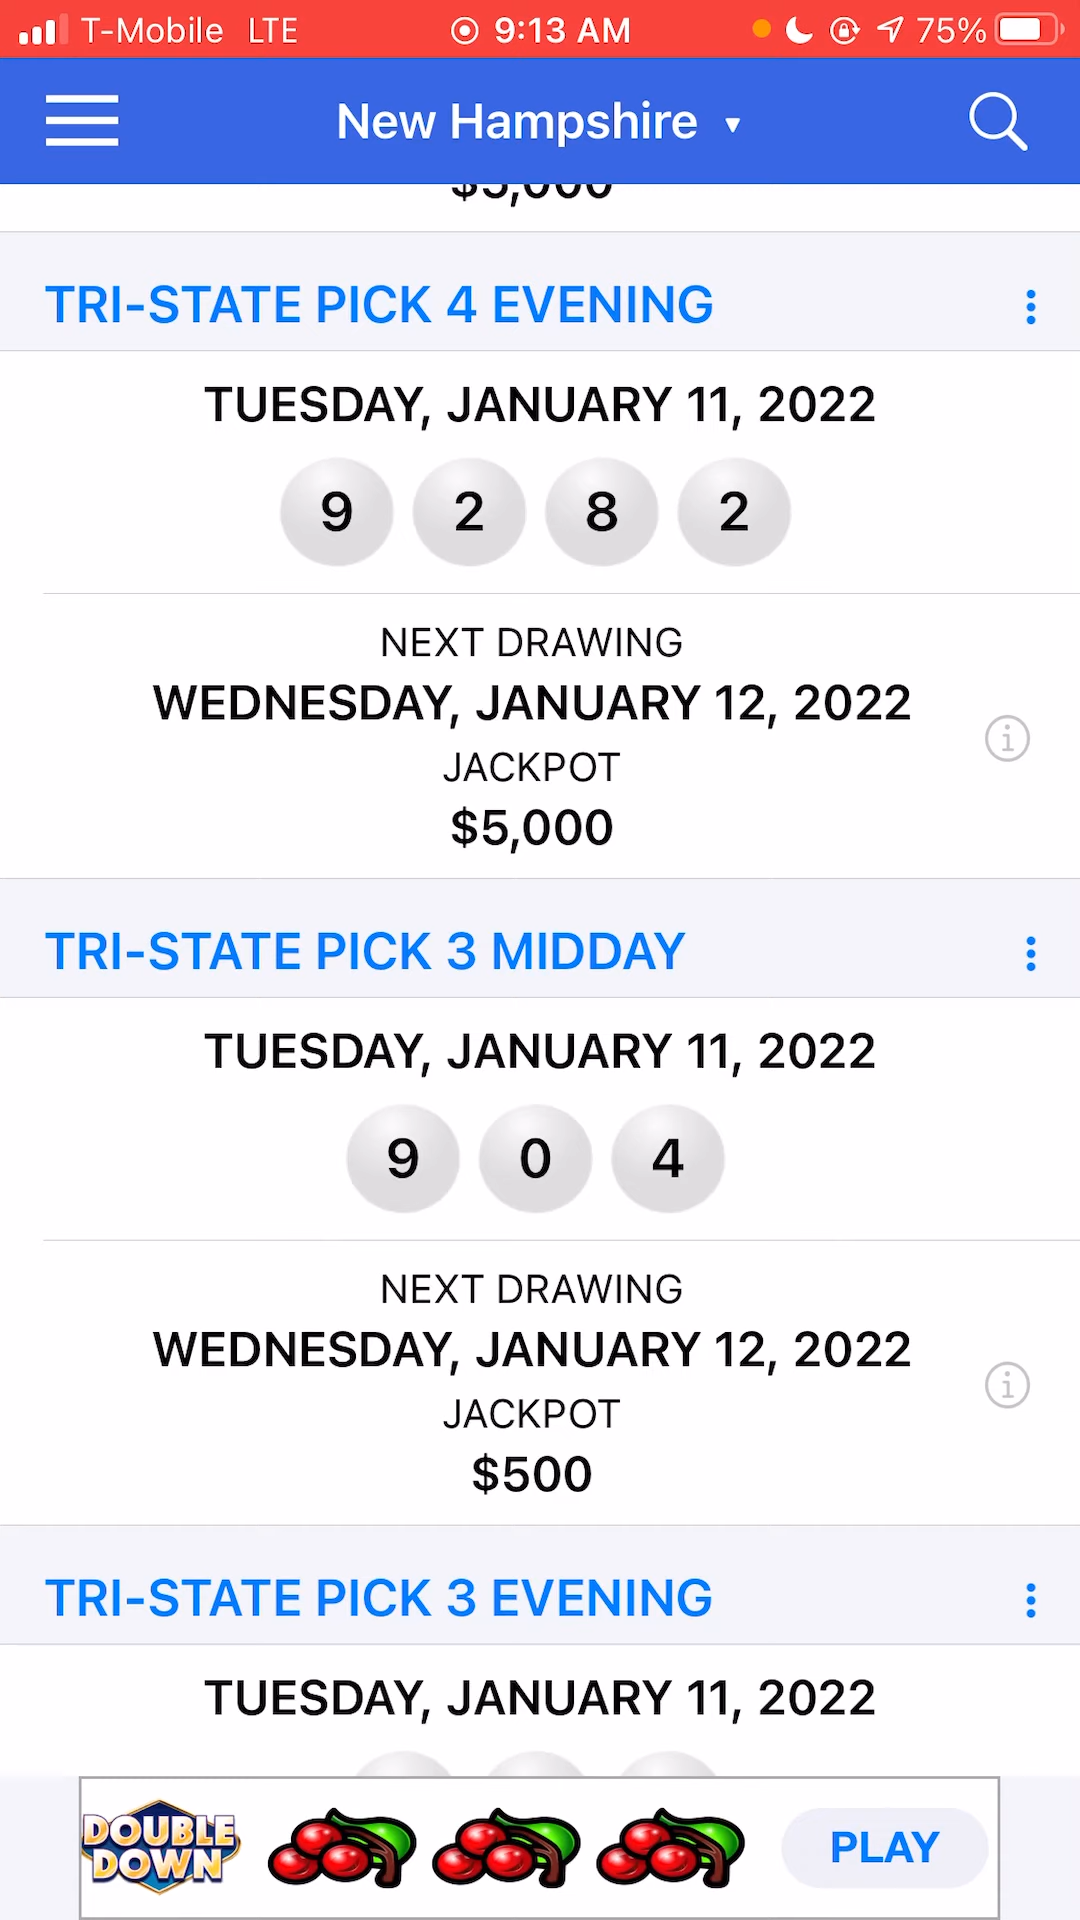 T-Mobile LTE 9:13 AM 75%
New Hampshire
$5,000
TRI-STATE PICK 4 EVENING
TUESDAY, JANUARY 11, 2022
9 2 8 2
NEXT DRAWING
WEDNESDAY, JANUARY 12, 2022
JACKPOT
$5,000
TRI-STATE PICK 3 MIDDAY
TUESDAY, JANUARY 11, 2022
9 0 4
NEXT DRAWING
WEDNESDAY, JANUARY 12, 2022
JACKPOT
$500
TRI-STATE PICK 3 EVENING
TUESDAY, JANUARY 11, 2022
DOUBLE
DOWN
PLAY